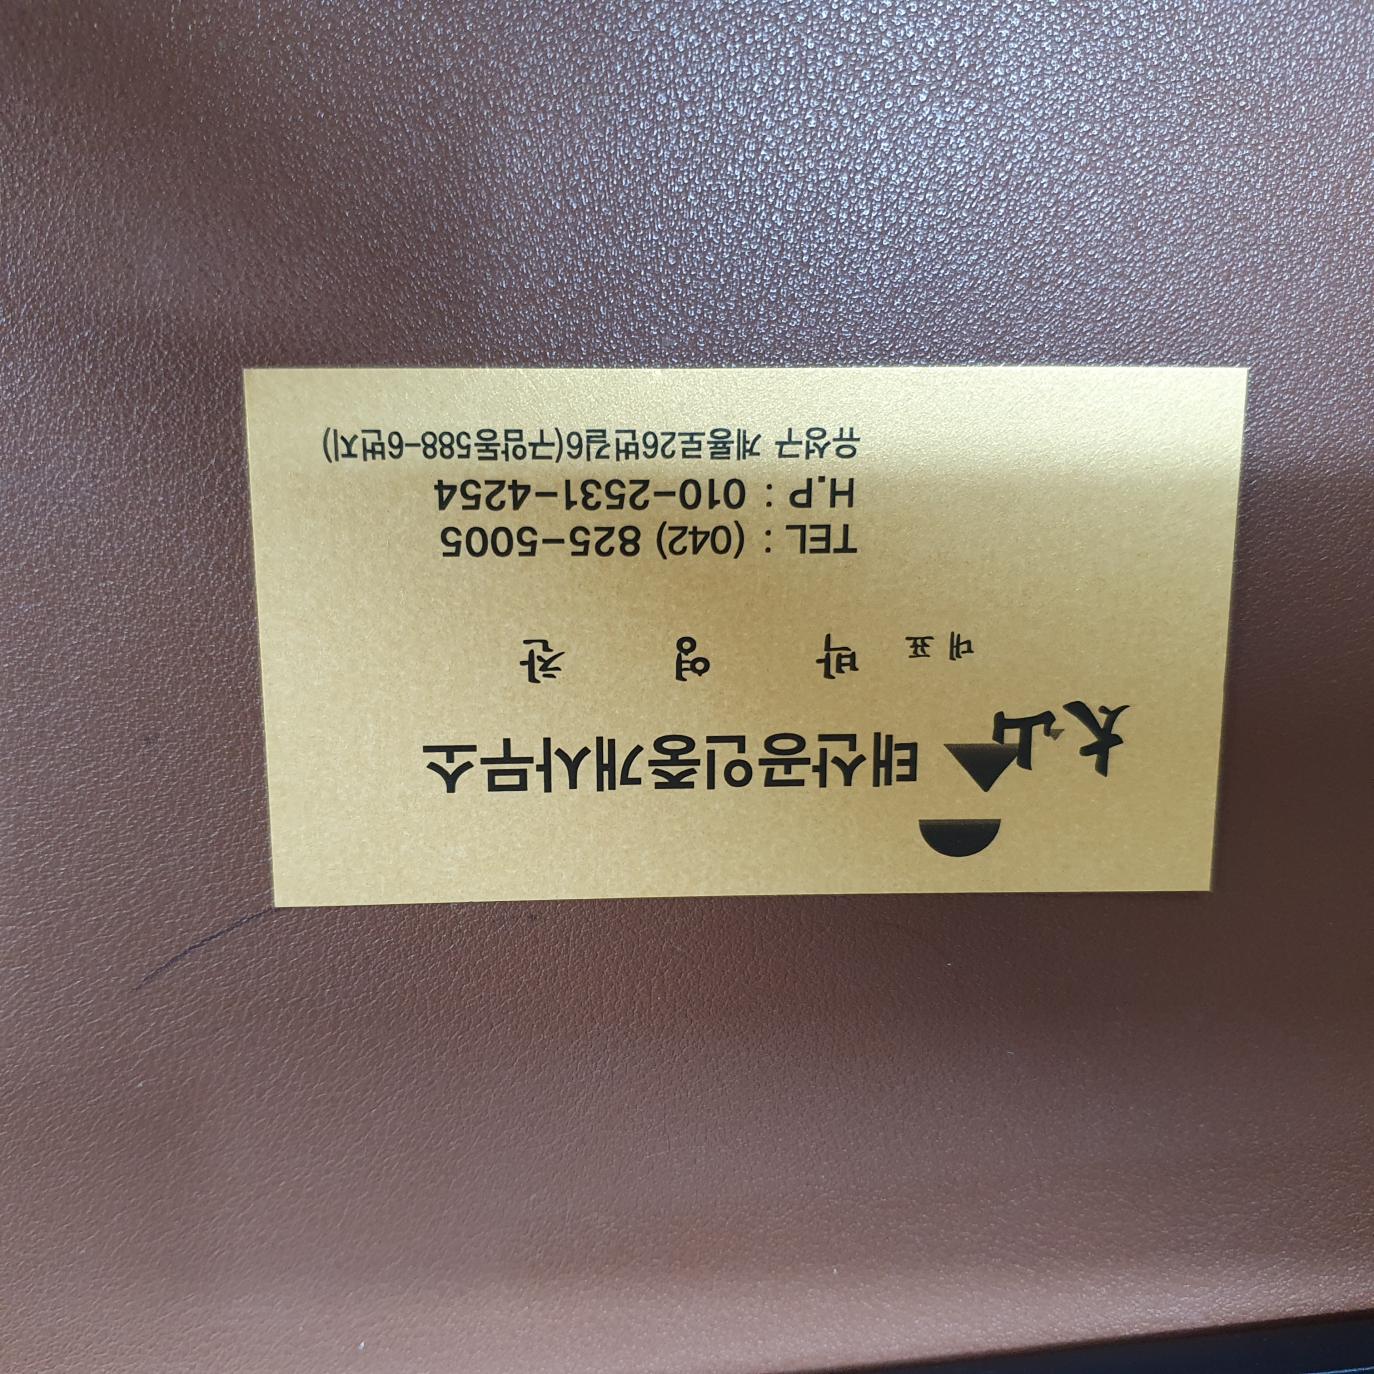 太山 태산공인중개사무소
대표 박영찬
TEL : (042) 825-5005
H.P : 010-2531-4254
유성구 계룡로26번길6(구암동588-6번지)